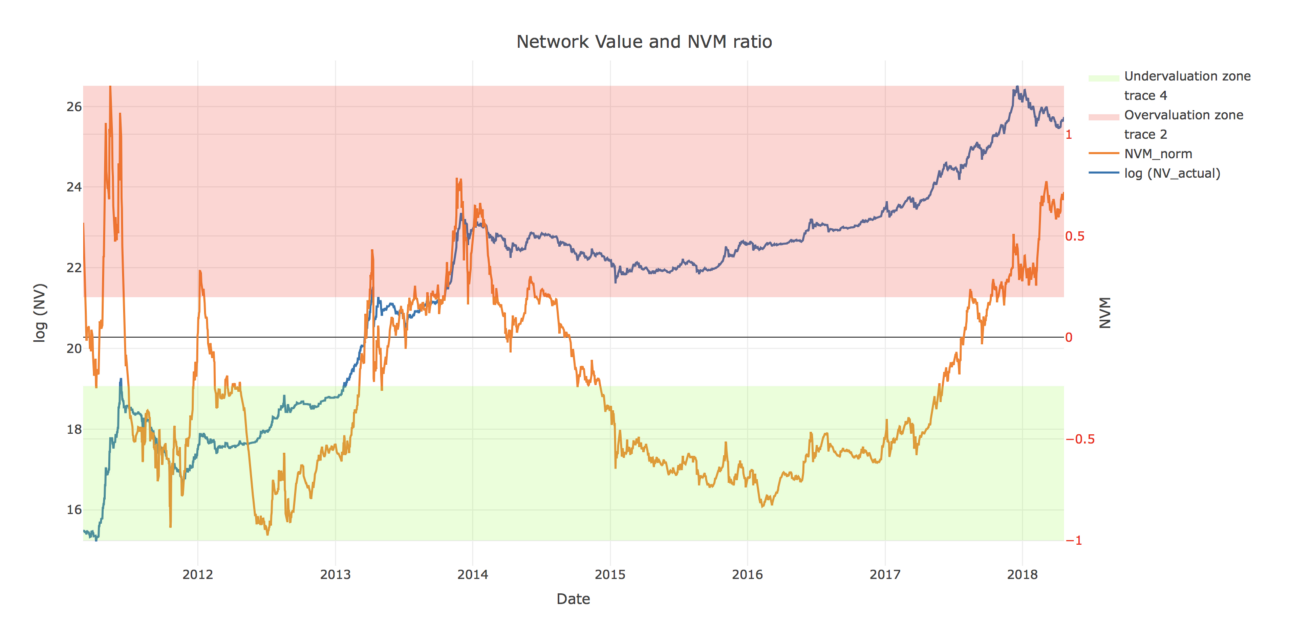 Network Value and NVM ratio
Undervaluation zone
trace 4
Overvaluation zone
trace 2
NVM_norm
log (NV_actual)
26
24
22
20
18
16
log (NV)
1
0.5
0
−0.5
−1
NVM
2012 2013 2014 2015 2016 2017 2018
Date